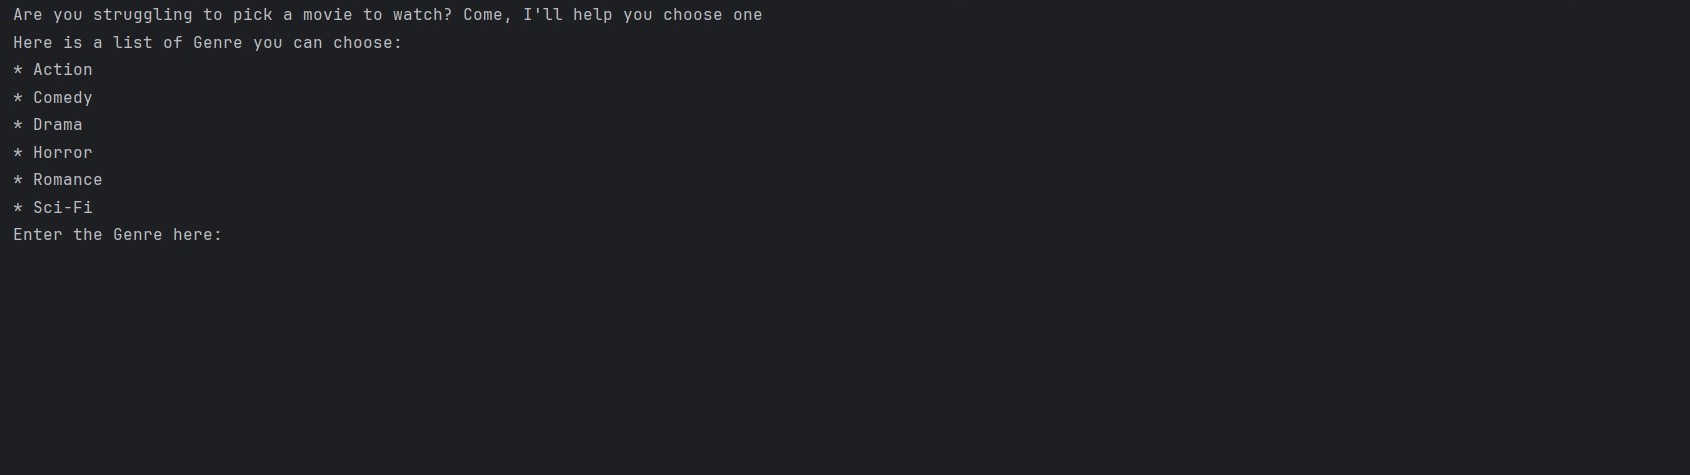 Are you struggling to pick a movie to watch? Come, I'll help you choose one
Here is a list of Genre you can choose:
* Action
* Comedy
* Drama
* Horror
* Romance
* Sci-Fi
Enter the Genre here: